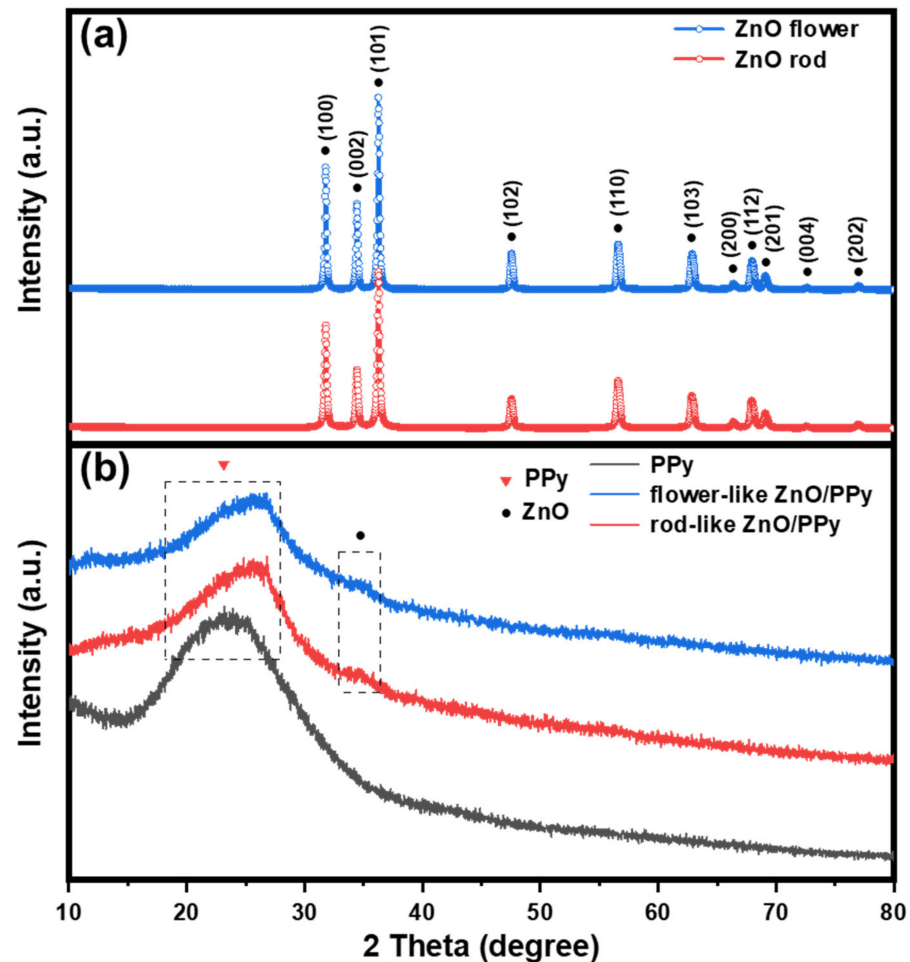 (a)
ZnO flower
ZnO rod
(100)
(002)
(101)
(102)
(110)
(103)
(200)
(112)
(201)
(004)
(202)
Intensity (a.u.)
(b)
PPy
ZnO
PPy
flower-like ZnO/PPy
rod-like ZnO/PPy
Intensity (a.u.)
10 20 30 40 50 60 70 80
2 Theta (degree)